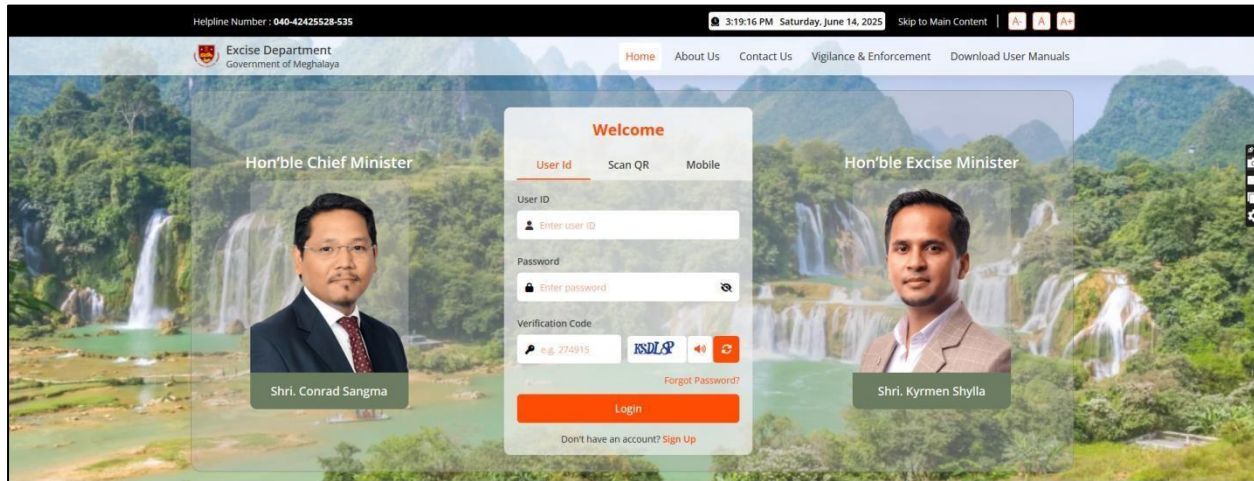 Helpline Number : 040-42425528-535
3:19:16 PM Saturday, June 14, 2025
Skip to Main Content | A- A A+
Excise Department
Government of Meghalaya
Home About Us Contact Us Vigilance & Enforcement Download User Manuals
Welcome
User Id Scan QR Mobile
User ID
Enter user ID
Password
Enter password
Verification Code
e.g. 274915
Forgot Password?
Login
Don't have an account? Sign Up
Hon'ble Chief Minister
Shri. Conrad Sangma
Hon'ble Excise Minister
Shri. Kyrmen Shylla